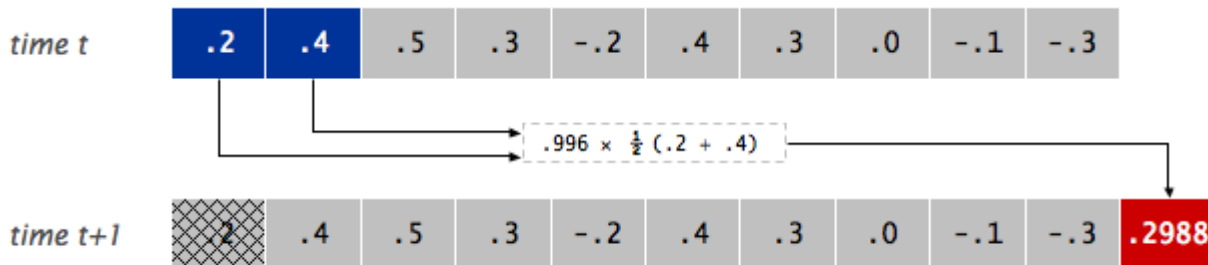 time t .2 .4 .5 .3 -.2 .4 .3 .0 -.1 -.3
.996 × ½ (.2 + .4)
time t+1 .2 .4 .5 .3 -.2 .4 .3 .0 -.1 -.3 .2988